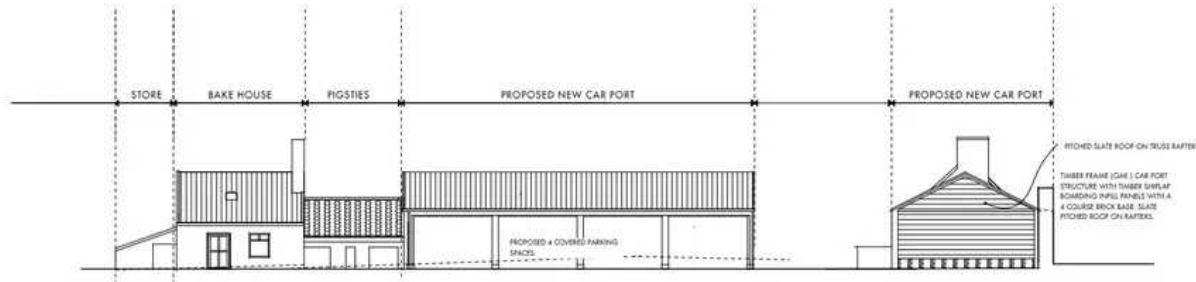 STORE
BAKE HOUSE
PIGSTIES
PROPOSED NEW CAR PORT
PROPOSED NEW CAR PORT
PITCHED SLATE ROOF ON TRUSS RAFTER
TIMBER FRAME (OAK) CAR PORT
STRUCTURE WITH TIMBER SHIPLAP
BOARDING INFILL PANELS WITH A
4 COURSE BRICK BASE. SLATE
PITCHED ROOF ON RAFTERS.
PROPOSED 4 COVERED PARKING
SPACES